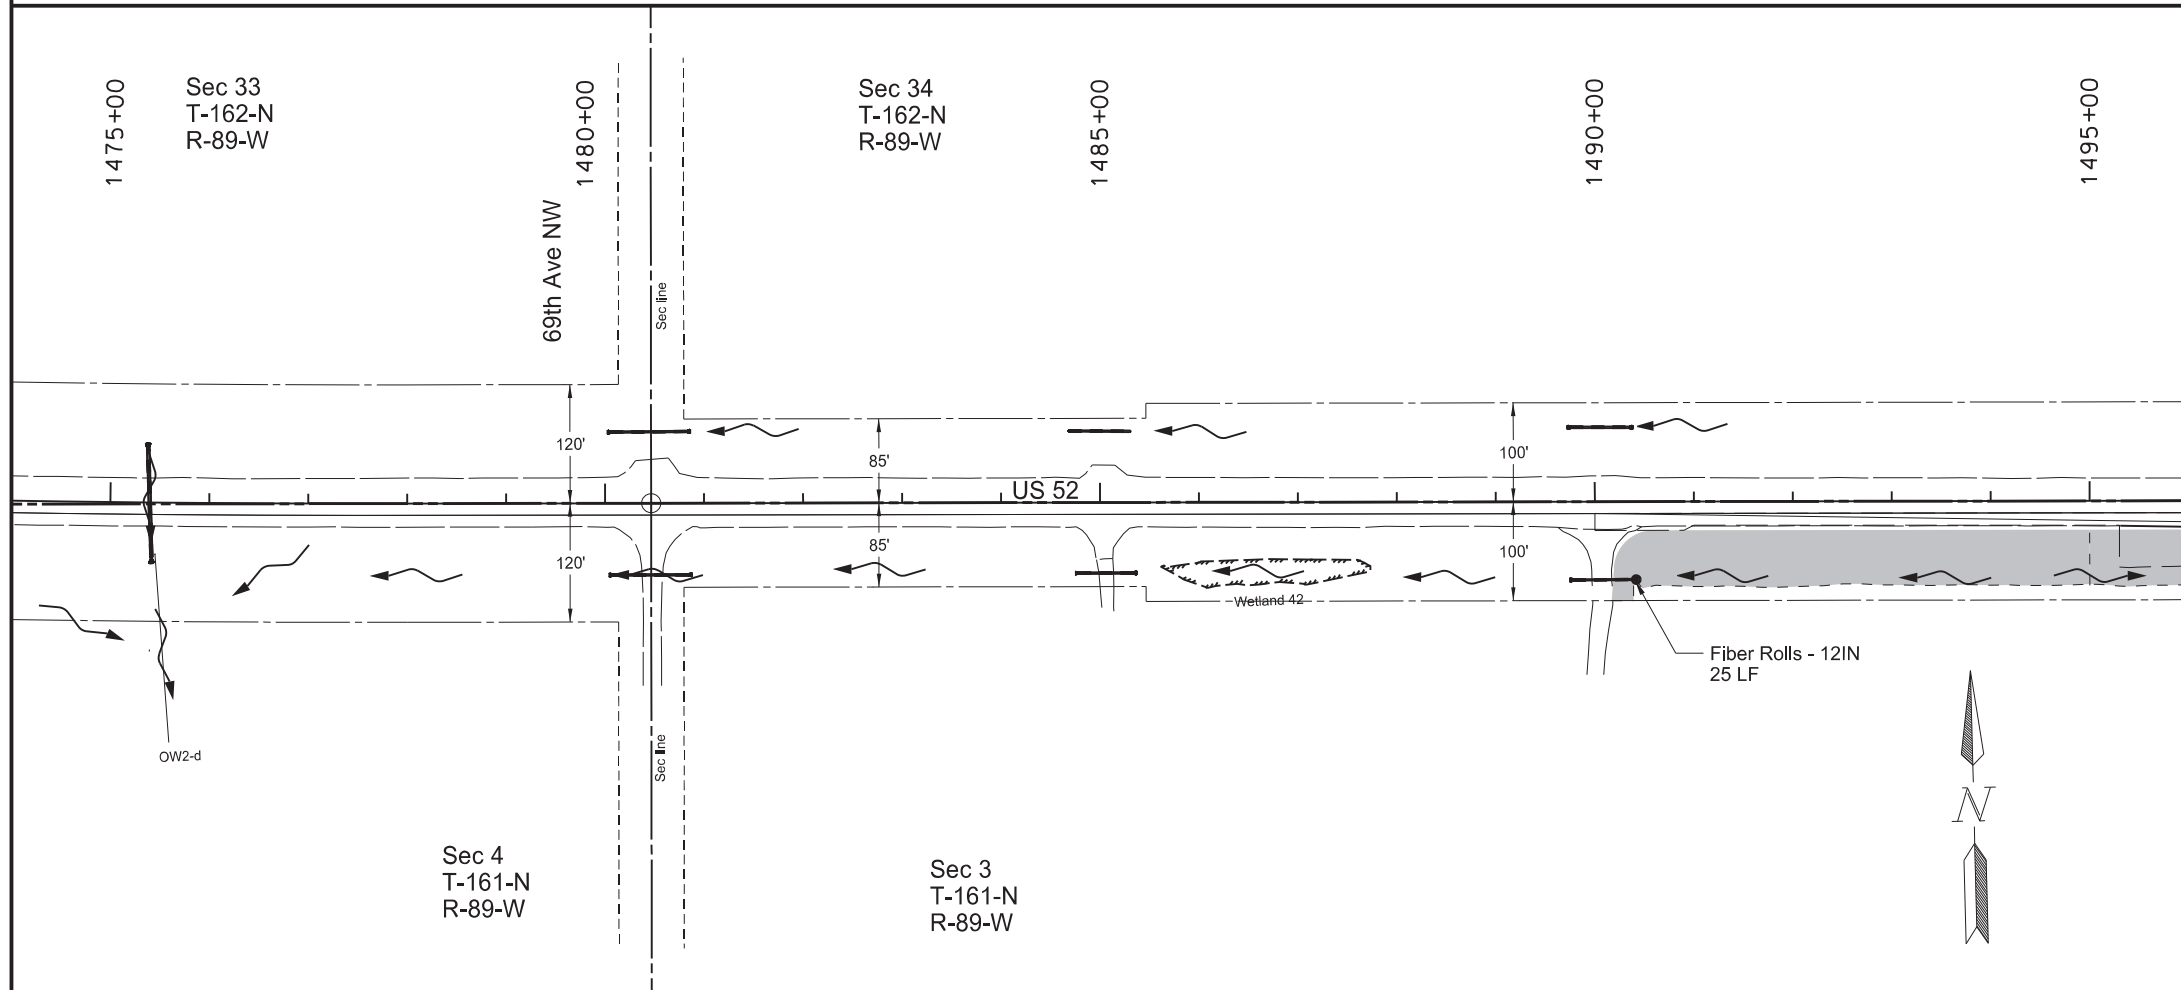 1475+00
Sec 33
T-162-N
R-89-W
1480+00
Sec 34
T-162-N
R-89-W
1485+00
1490+00
1495+00
69th Ave NW
Sec line
120'
85'
100'
US 52
120'
85'
100'
Wetland 42
Fiber Rolls - 12IN
25 LF
OW2-d
Sec line
N
Sec 4
T-161-N
R-89-W
Sec 3
T-161-N
R-89-W